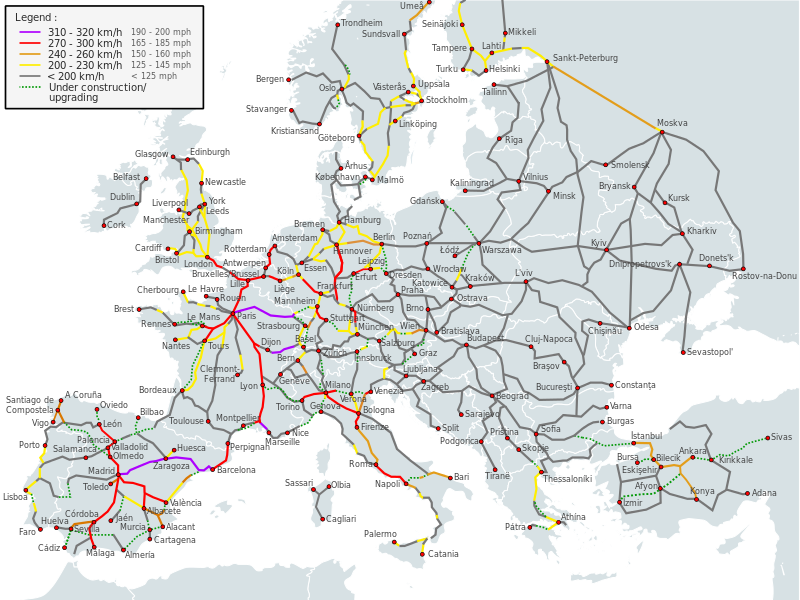 Legend :
310 - 320 km/h 190 - 200 mph
270 - 300 km/h 165 - 185 mph
240 - 260 km/h 150 - 160 mph
200 - 230 km/h 125 - 145 mph
< 200 km/h < 125 mph
Under construction/
upgrading
Umeå
Trondheim
Sundsvall
Seinäjoki
Mikkeli
Tampere
Lahti
Turku
Helsinki
Sankt-Peterburg
Tallinn
Bergen
Oslo
Västerås
Uppsala
Stockholm
Stavanger
Kristiansand
Linköping
Göteborg
Moskva
Rīga
Glasgow
Edinburgh
Belfast
Newcastle
Dublin
Cork
Liverpool
York
Leeds
Manchester
Birmingham
Cardiff
Bristol
London
Århus
København
Malmö
Kaliningrad
Vilnius
Minsk
Smolensk
Bryansk
Kursk
Gdańsk
Kharkiv
Kyiv
Dnipropetrovs'k
Donets'k
Rostov-na-Donu
Hamburg
Bremen
Amsterdam
Rotterdam
Antwerpen
Bruxelles/Brussel
Lille
Köln
Essen
Hannover
Berlin
Poznań
Łódź
Warszawa
Leipzig
Erfurt
Dresden
Wrocław
Katowice
Kraków
L'viv
Liège
Frankfurt
Praha
Ostrava
Cherbourg
Le Havre
Rouen
Brest
Rennes
Le Mans
Paris
Mannheim
Nürnberg
Brno
Strasbourg
Stuttgart
München
Wien
Bratislava
Nantes
Tours
Dijon
Basel
Zürich
Salzburg
Budapest
Cluj-Napoca
Chișinău
Odesa
Sevastopol'
Bern
Innsbruck
Graz
Clermont-
Ferrand
Genève
Ljubljana
Brașov
Lyon
Milano
Venezia
Zagreb
București
Constanța
Bordeaux
Torino
Verona
Beograd
Genova
Bologna
Santiago de
Compostela
A Coruña
Oviedo
Bilbao
Toulouse
Montpellier
Nice
Marseille
Firenze
Split
Sarajevo
Varna
Burgas
Vigo
León
Palencia
Valladolid
Olmedo
Perpignan
Podgorica
Pristina
Sofia
Skopje
İstanbul
Sivas
Porto
Salamanca
Huesca
Zaragoza
Barcelona
Roma
Napoli
Bari
Tiranë
Thessaloníki
Bursa
Bilecik
Ankara
Kırıkkale
Eskişehir
Madrid
Toledo
Lisboa
València
Albacete
Sassari
Olbia
Cagliari
Afyon
Konya
Adana
İzmir
Córdoba
Huelva
Sevilla
Jaén
Murcia
Alacant
Cartagena
Faro
Cádiz
Málaga
Almería
Palermo
Catania
Pátra
Athína